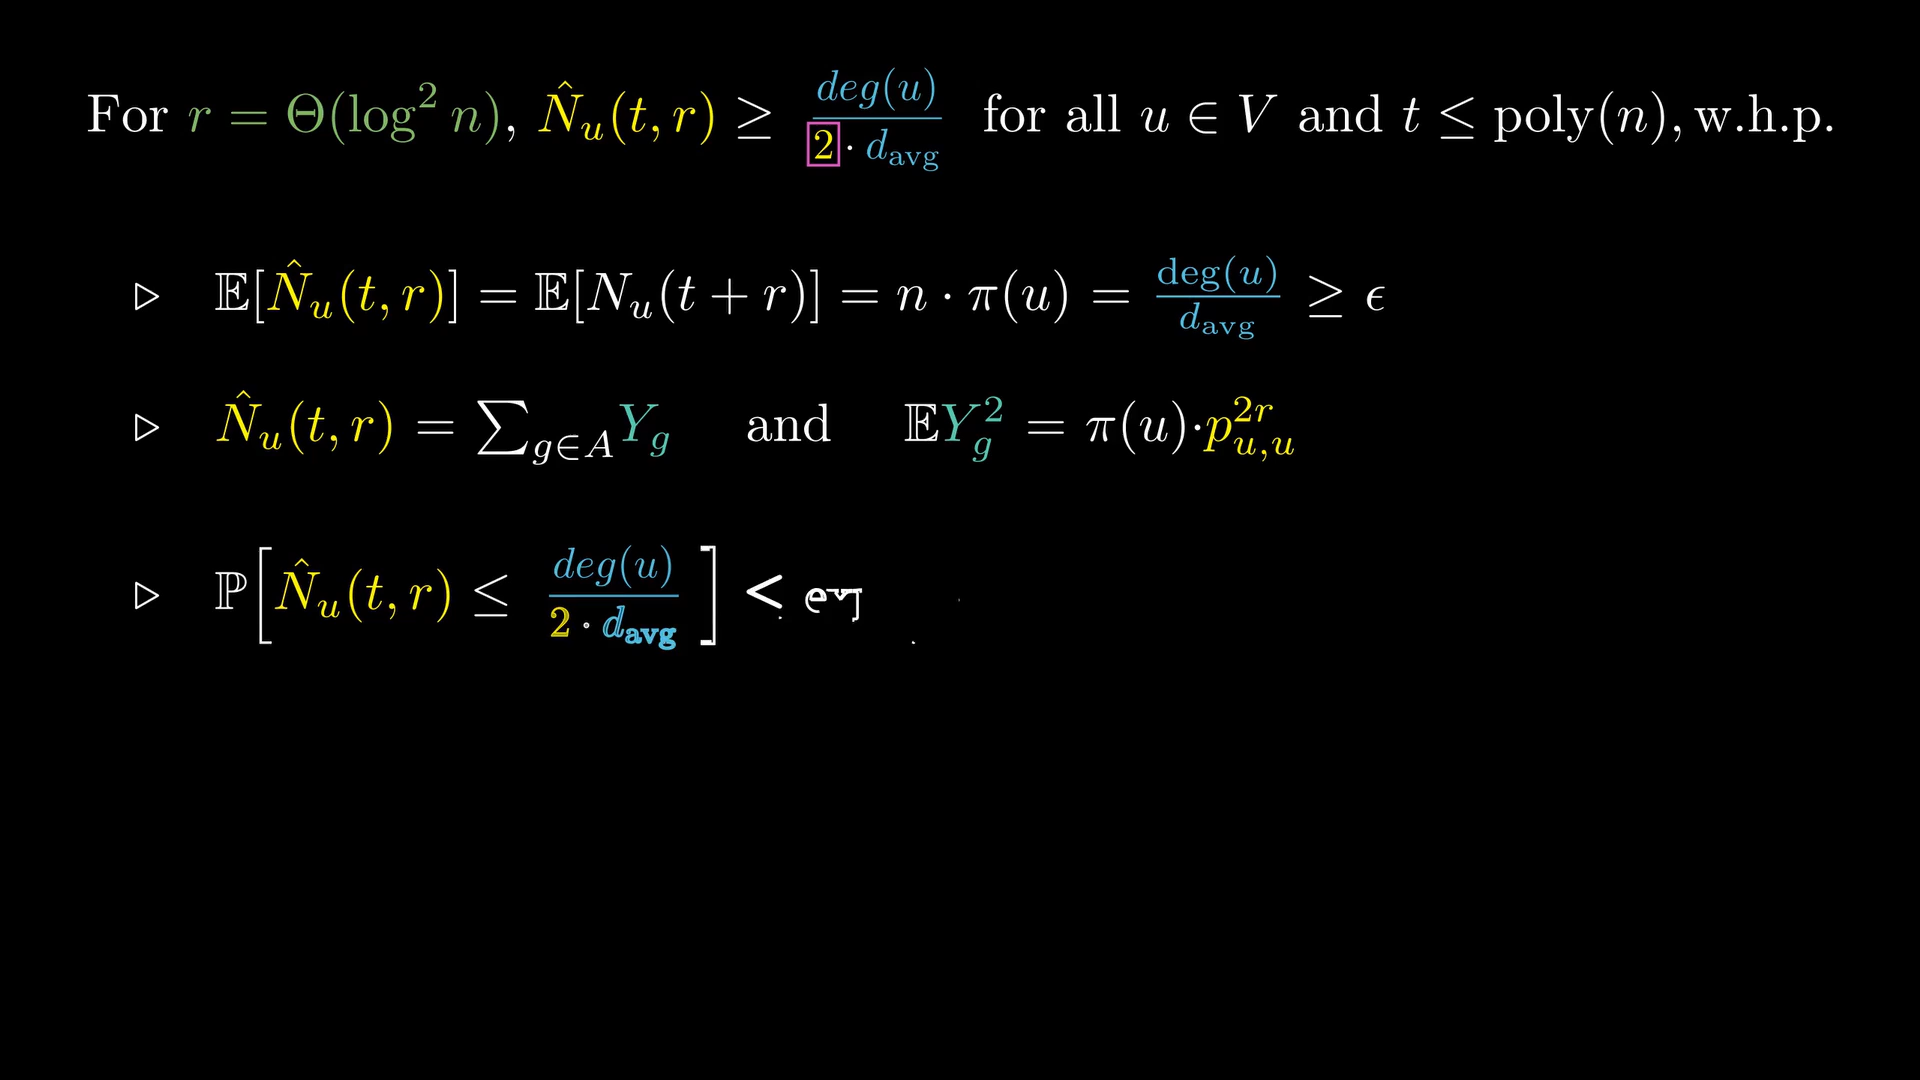 For r = Θ(log² n), N̂ᵤ(t, r) ≥ deg(u) / 2 · d_avg for all u ∈ V and t ≤ poly(n), w.h.p.
▷ 𝔼[N̂ᵤ(t, r)] = 𝔼[Nᵤ(t + r)] = n · π(u) = deg(u) / d_avg ≥ ϵ
▷ N̂ᵤ(t, r) = ∑_{g∈A} Y_g and 𝔼Y_g² = π(u)·p_{u,u}^{2r}
▷ ℙ[N̂ᵤ(t, r) ≤ deg(u) / 2 · d_avg] <